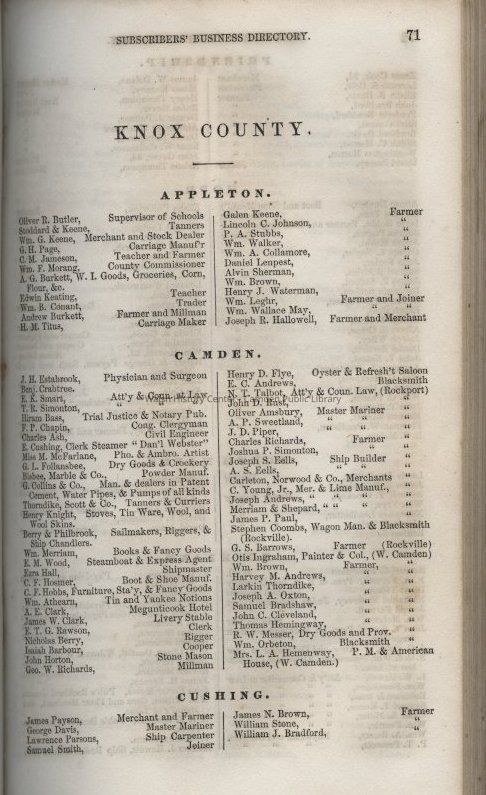 SUBSCRIBERS' BUSINESS DIRECTORY. 71
KNOX COUNTY.
APPLETON.
Oliver R. Butler, Supervisor of Schools
Stoddard & Keene, Tanners
Wm. G. Keene, Merchant and Stock Dealer
G. H. Page, Carriage Manuf'r
C. M. Jameson, Teacher and Farmer
Wm. F. Morang, County Commissioner
A. G. Burkett, W. I. Goods, Groceries, Corn,
Flour, &c.
Edwin Keating, Teacher
Wm. B. Conant, Trader
Andrew Burkett, Farmer and Millman
H. M. Titus, Carriage Maker
Galen Keene, Farmer
Lincoln C. Johnson, "
P. A. Stubbs, "
Wm. Walker, "
Wm. A. Collamore, "
Daniel Lenpest, "
Alvin Sherman, "
Wm. Brown, "
Henry J. Waterman, "
Wm. Leghr, Farmer and Joiner
Wm. Wallace May, " "
Joseph R. Hallowell, Farmer and Merchant
CAMDEN.
J. H. Estabrook, Physician and Surgeon
Benj. Crabtree.
E. K. Smart, Att'y & Coun. at Law
T. R. Simonton, " "
Hiram Bass, Trial Justice & Notary Pub.
F. P. Chapin, Cong. Clergyman
Charles Ash, Civil Engineer
E. Cushing, Clerk Steamer "Dan'l Webster"
Miss M. McFarlane, Pho. & Ambro. Artist
G. L. Follansbee, Dry Goods & Crockery
Bisbee, Marble & Co., Powder Manuf.
G. Collins & Co., Man. & dealers in Patent
Cement, Water Pipes, & Pumps of all kinds
Thorndike, Scott & Co., Tanners & Curriers
Henry Knight, Stoves, Tin Ware, Wool, and
Wool Skins.
Berry & Philbrook, Sailmakers, Riggers, &
Ship Chandlers.
Wm. Merriam, Books & Fancy Goods
E. M. Wood, Steamboat & Express Agent
Ezra Hall, Shipmaster
C. F. Hosmer, Boot & Shoe Manuf.
C. F. Hobbs, Furniture, Sta'y, & Fancy Goods
Wm. Athearn, Tin and Yankee Notions
A. E. Clark, Megunticook Hotel
James W. Clark, Livery Stable
E. T. G. Rawson, Clerk
Nicholas Berry, Rigger
Isaiah Barbour, Cooper
John Horton, Stone Mason
Geo. W. Richards, Millman
Henry D. Flye, Oyster & Refresh't Saloon
E. C. Andrews, Blacksmith
N. T. Talbot, Att'y & Coun. Law, (Rockport)
John D. Rust,
Oliver Amsbury, Master Mariner "
A. P. Sweetland, " "
J. D. Piper, "
Charles Richards, Farmer "
Joshua P. Simonton, " "
Joseph S. Eells, Ship Builder "
A. S. Eells, " " "
Carleton, Norwood & Co., Merchants "
C. Young, Jr., Mer. & Lime Manuf., "
Joseph Andrews, " " "
Merriam & Shepard, " " "
James P. Paul,
Stephen Coombs, Wagon Man. & Blacksmith
(Rockville).
G. S. Barrows, Farmer (Rockville)
Otis Ingraham, Painter & Col., (W. Camden)
Wm. Brown, Farmer, "
Harvey M. Andrews, " "
Larkin Thorndike, " "
Joseph A. Oxton, " "
Samuel Bradshaw, " "
John C. Cleveland, " "
Thomas Hemingway, " "
R. W. Messer, Dry Goods and Prov. "
Wm. Orbeton, Blacksmith "
Mrs. L. A. Hemenway, P. M. & American
House, (W. Camden.)
Walsh History Center, Camden Public Library
CUSHING.
James Payson, Merchant and Farmer
George Davis, Master Mariner
Lawrence Parsons, Ship Carpenter
Samuel Smith, Joiner
James N. Brown, Farmer
William Stone, "
William J. Bradford, "